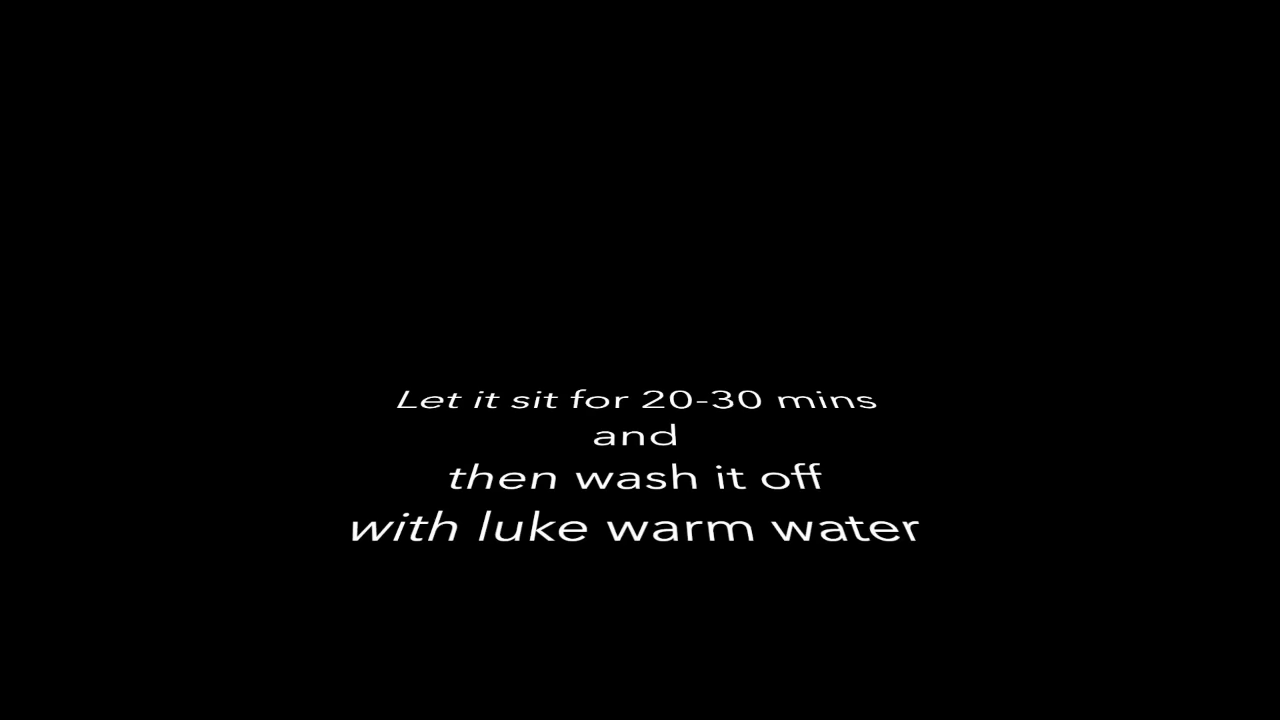 Let it sit for 20-30 mins
and
then wash it off
with luke warm water